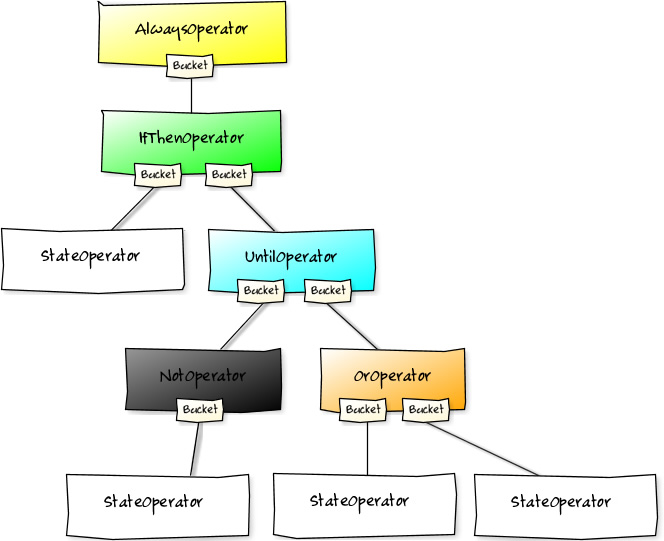 AlwaysOperator
Bucket
IfThenOperator
Bucket Bucket
StateOperator UntilOperator
Bucket Bucket
NotOperator OrOperator
Bucket Bucket Bucket
StateOperator StateOperator StateOperator